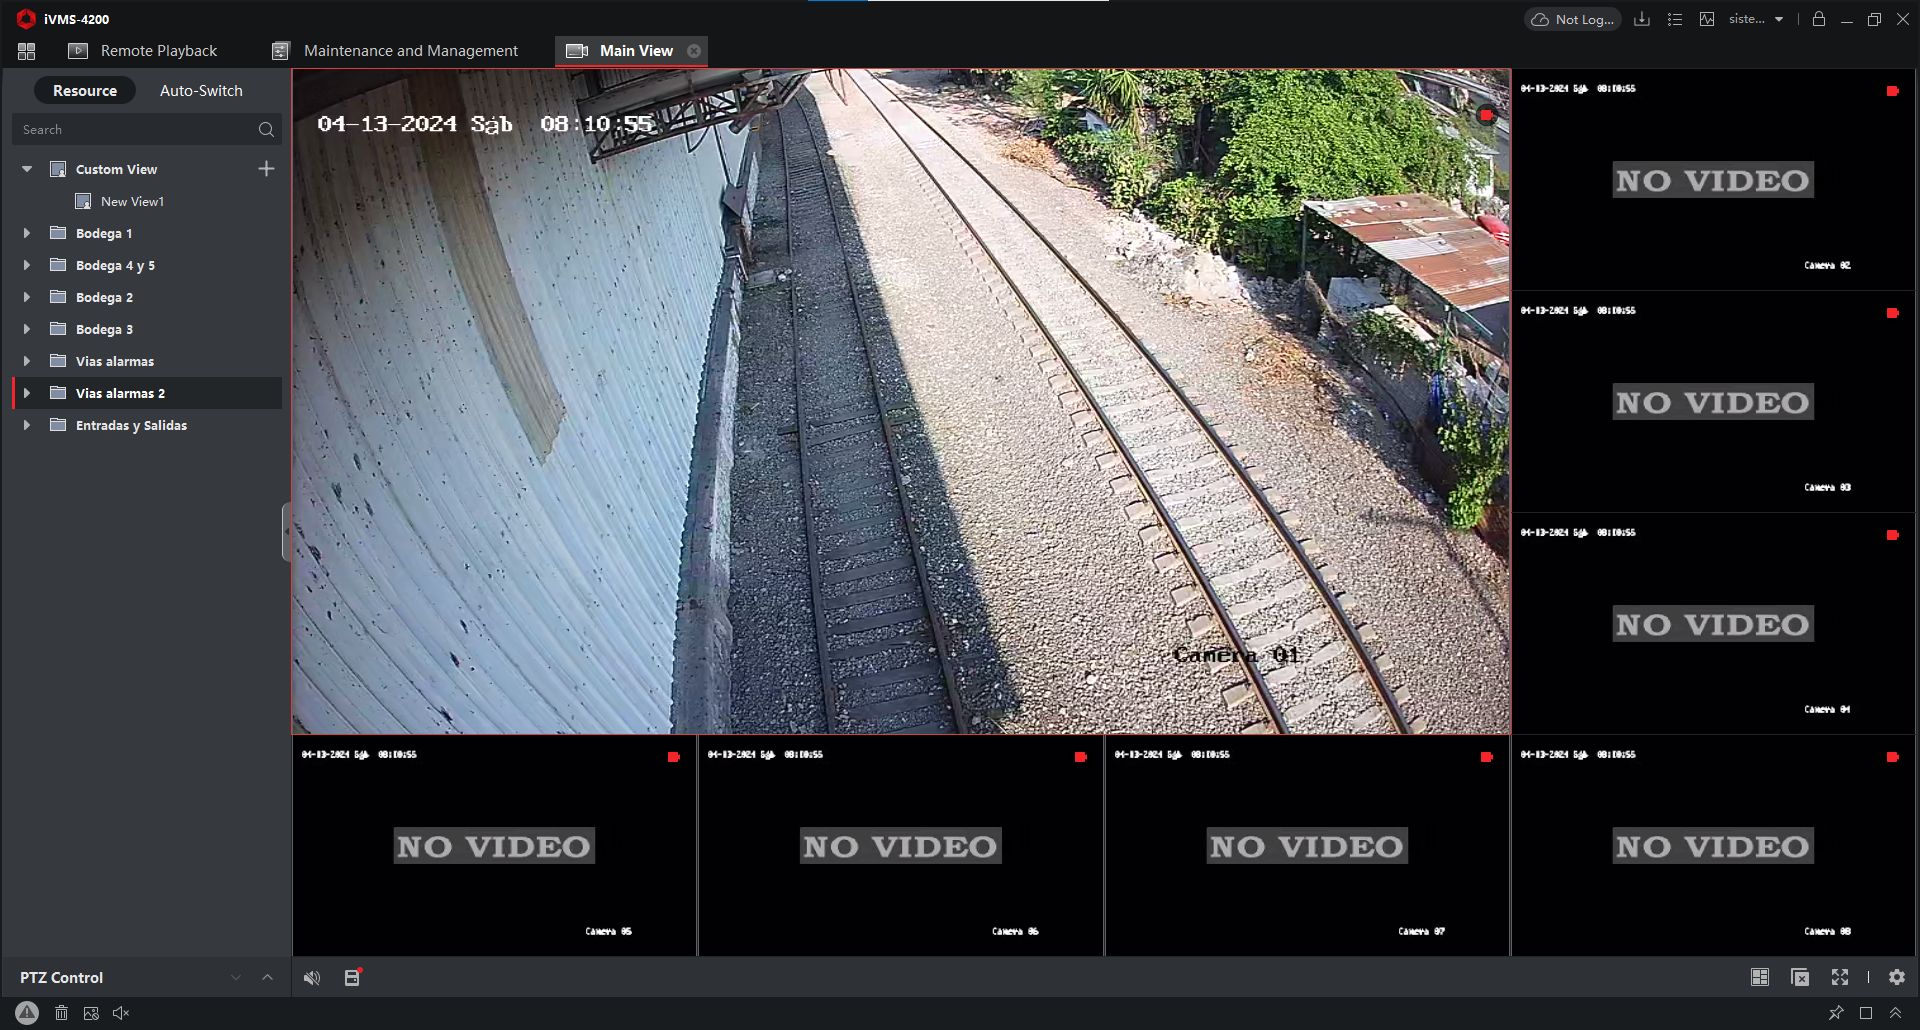 iVMS-4200
Not Log...
siste...
Remote Playback
Maintenance and Management
Main View
Resource
Auto-Switch
Search
Custom View
New View1
Bodega 1
Bodega 4 y 5
Bodega 2
Bodega 3
Vias alarmas
Vias alarmas 2
Entradas y Salidas
04-13-2024 Sáb 08:10:55
Camera 01
04-13-2024 Sáb 08:10:55
NO VIDEO
Camera 02
04-13-2024 Sáb 08:10:55
NO VIDEO
Camera 03
04-13-2024 Sáb 08:10:55
NO VIDEO
Camera 04
04-13-2024 Sáb 08:10:55
NO VIDEO
Camera 05
04-13-2024 Sáb 08:10:55
NO VIDEO
Camera 06
04-13-2024 Sáb 08:10:55
NO VIDEO
Camera 07
04-13-2024 Sáb 08:10:55
NO VIDEO
Camera 08
PTZ Control